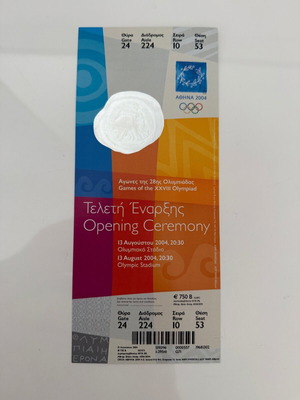 Θύρα Διάδρομος Σειρά Θέση
Gate Aisle Row Seat
24 224 10 53
ΑΘΗΝΑ 2004
Αγώνες της 28ης Ολυμπιάδας
Games of the XXVIII Olympiad
Τελετή Έναρξης
Opening Ceremony
13 Αυγούστου 2004, 20:30
Ολυμπιακό Στάδιο
13 August 2004, 20:30
Olympic Stadium
€ 750 B
Θύρα Διάδρομος Σειρά Θέση
Gate Aisle Row Seat
24 224 10 53